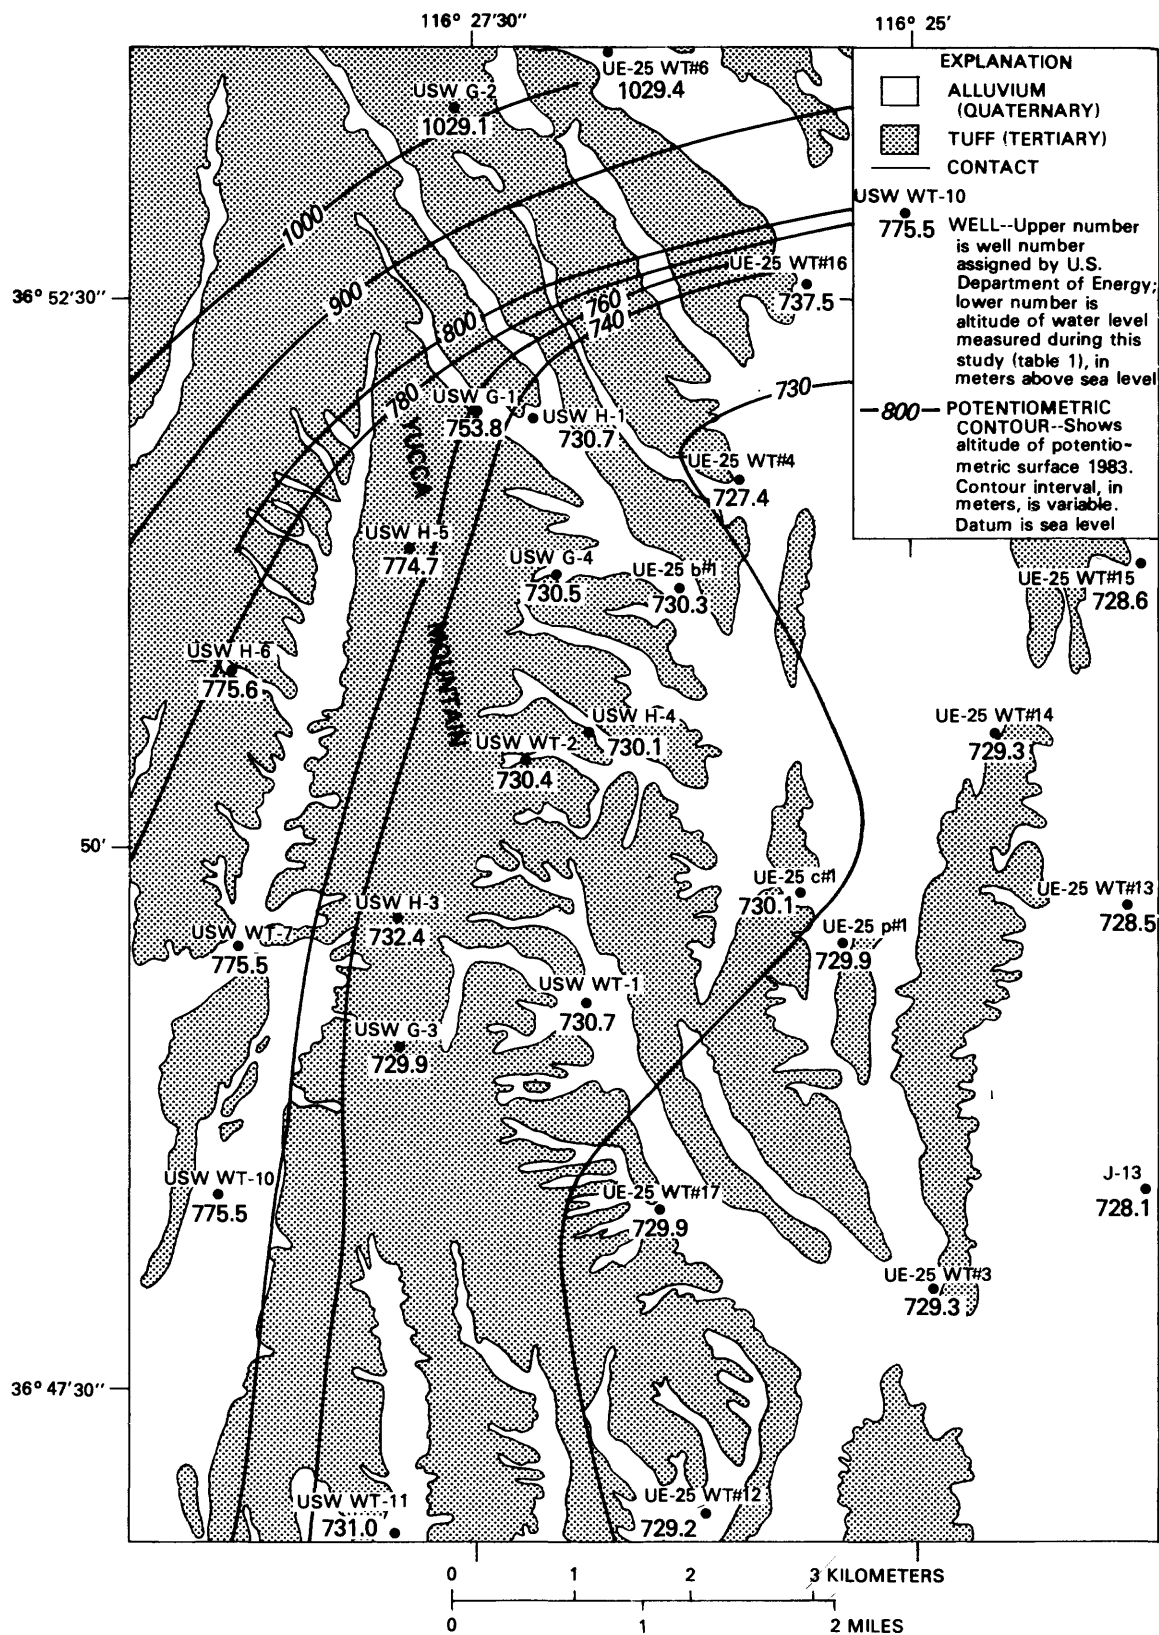 116° 27'30"
116° 25'
UE-25 WT#6
1029.4
USW G-2
1029.1
EXPLANATION
ALLUVIUM
(QUATERNARY)
TUFF (TERTIARY)
CONTACT
USW WT-10
775.5
WELL--Upper number
is well number
assigned by U.S.
Department of Energy;
lower number is
altitude of water level
measured during this
study (table 1), in
meters above sea level
800
POTENTIOMETRIC
CONTOUR--Shows
altitude of potentio-
metric surface 1983.
Contour interval, in
meters, is variable.
Datum is sea level
1000
900
800
780
760
740
730
36° 52'30"
UE-25 WT#16
737.5
USW G-1
753.8
USW H-1
730.7
YUCCA
MOUNTAIN
UE-25 WT#4
727.4
USW H-5
774.7
USW G-4
730.5
UE-25 b#1
730.3
UE-25 WT#15
728.6
USW H-6
775.6
USW H-4
730.1
USW WT-2
730.4
UE-25 WT#14
729.3
50'
UE-25 c#1
730.1
UE-25 WT#13
728.5
USW H-3
732.4
USW WT-7
775.5
UE-25 p#1
729.9
USW WT-1
730.7
USW G-3
729.9
USW WT-10
775.5
UE-25 WT#17
729.9
J-13
728.1
UE-25 WT#3
729.3
36° 47'30"
USW WT-11
731.0
UE-25 WT#12
729.2
0 1 2 3 KILOMETERS
0 1 2 MILES